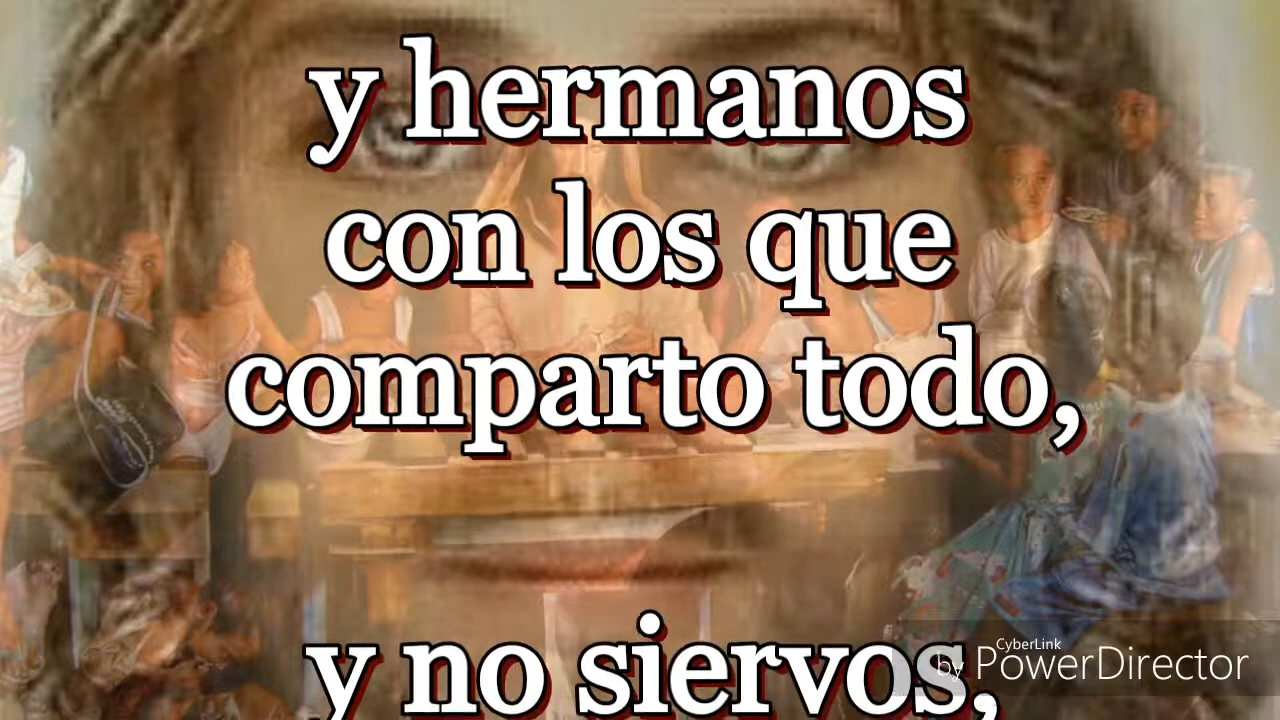 y hermanos
con los que
comparto todo,
y no siervos,
CyberLink
by PowerDirector